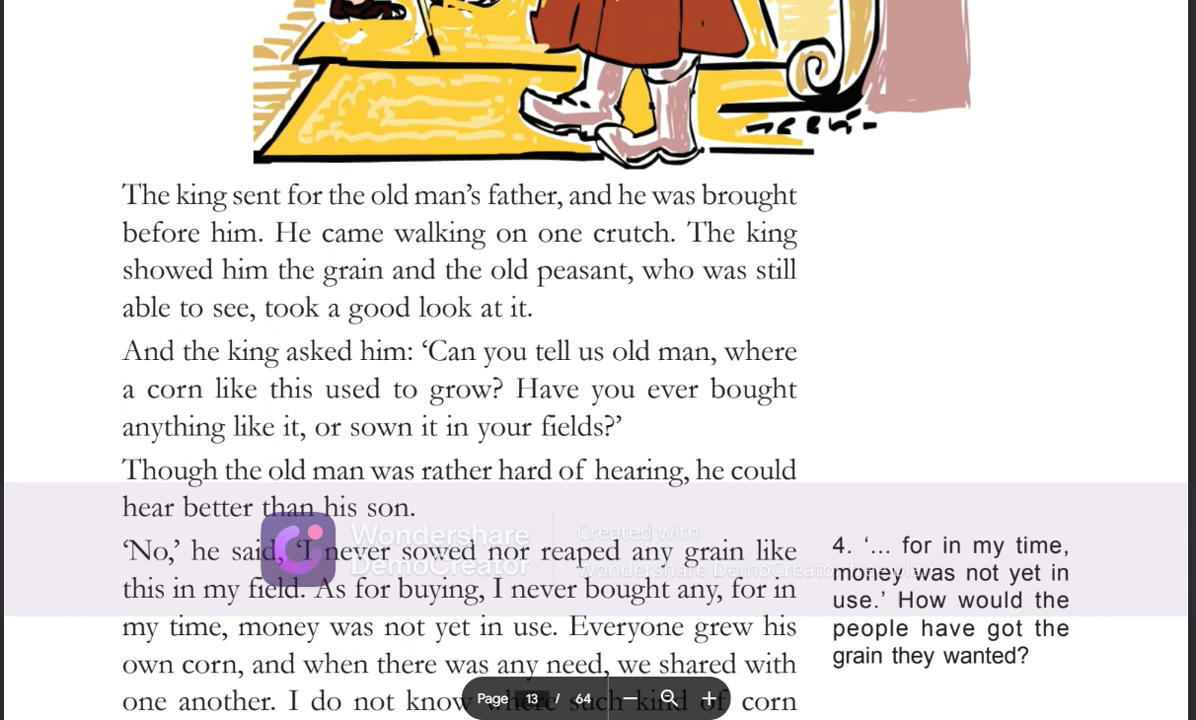 The king sent for the old man's father, and he was brought
before him. He came walking on one crutch. The king
showed him the grain and the old peasant, who was still
able to see, took a good look at it.
And the king asked him: 'Can you tell us old man, where
a corn like this used to grow? Have you ever bought
anything like it, or sown it in your fields?'
Though the old man was rather hard of hearing, he could
hear better than his son.
'No,' he said, 'I never sowed nor reaped any grain like
this in my field. As for buying, I never bought any, for in
my time, money was not yet in use. Everyone grew his
own corn, and when there was any need, we shared with
one another. I do not know where such kind of corn
4. '... for in my time,
money was not yet in
use.' How would the
people have got the
grain they wanted?
Wondershare
DemoCreator
Created with
Wondershare DemoCreator
Page 13 / 64